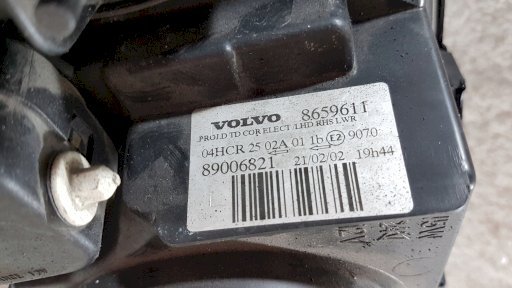 VOLVO 8659611
PROJ.D TD COR ELECT LHD RHS LWR
04HCR 25 02A 01 1b E2 9070
89006821 21/02/02 19h44
12V